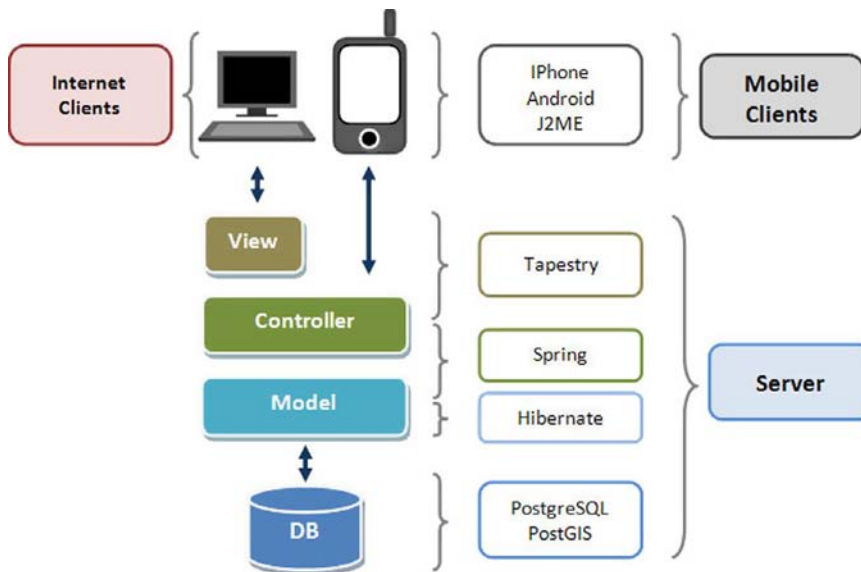 Internet
Clients
IPhone
Android
J2ME
Mobile
Clients
View
Tapestry
Controller
Spring
Server
Model
Hibernate
DB
PostgreSQL
PostGIS